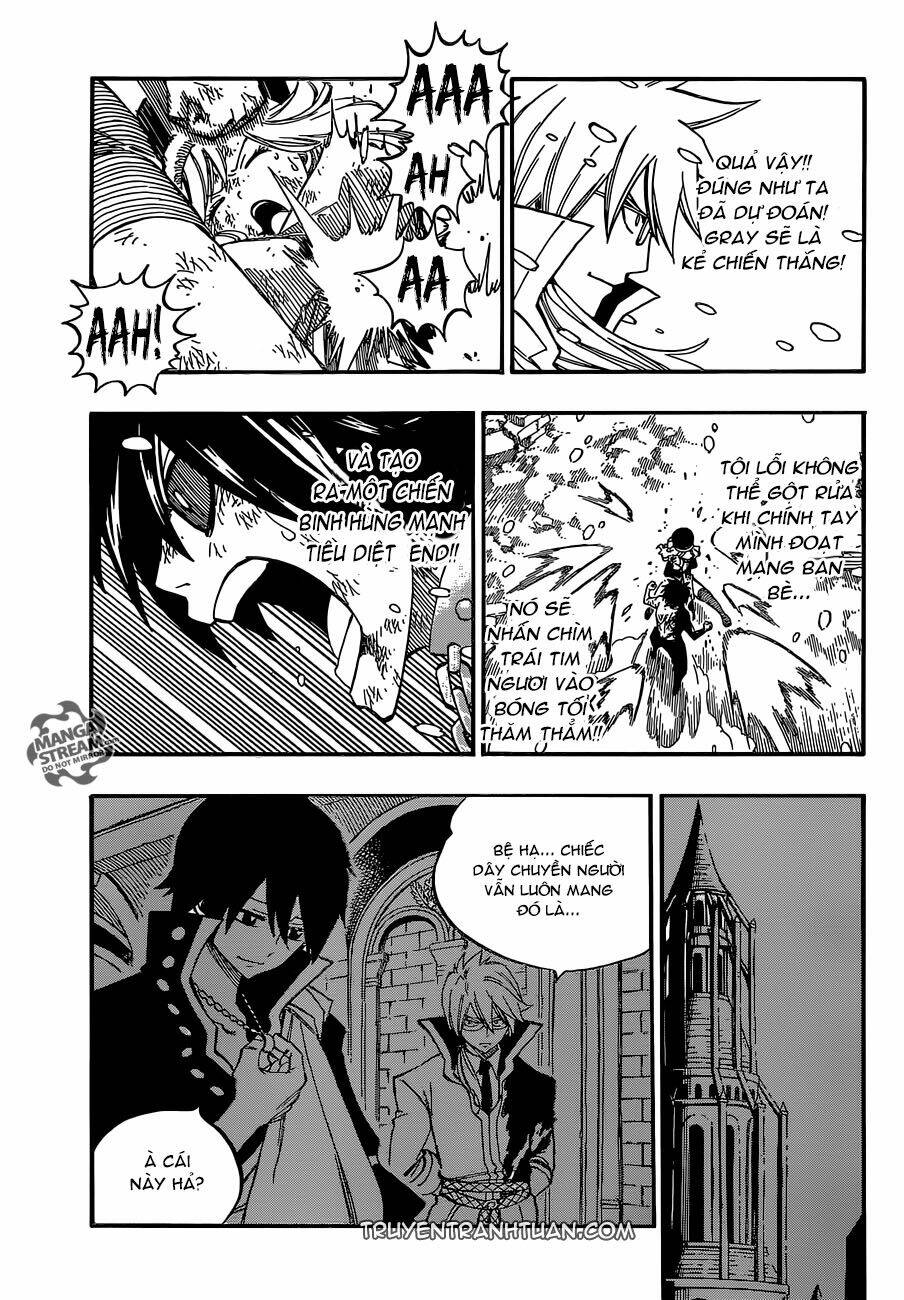 QUẢ VẬY!!
ĐÚNG NHƯ TA
ĐÃ DỰ ĐOÁN!
GRAY SẼ LÀ
KẺ CHIẾN THẮNG!
AAA
AH
AA
AAH!
TỘI LỖI KHÔNG
THỂ GỘT RỬA
KHI CHÍNH TAY
MÌNH ĐOẠT
MẠNG BẠN
BÈ...
NÓ SẼ
NHẤN CHÌM
TRÁI TIM
NGƯƠI VÀO
BÓNG TỐI
THĂM THẲM!!
VÀ TẠO
RA MỘT CHIẾN
BINH HÙNG MẠNH
TIÊU DIỆT END!!
MANGA
STREAM
DO NOT MIRROR
BỆ HẠ... CHIẾC
DÂY CHUYỀN NGƯỜI
VẪN LUÔN MANG
ĐÓ LÀ...
À CÁI
NÀY HẢ?
TRUYENTRANHTUAN.COM